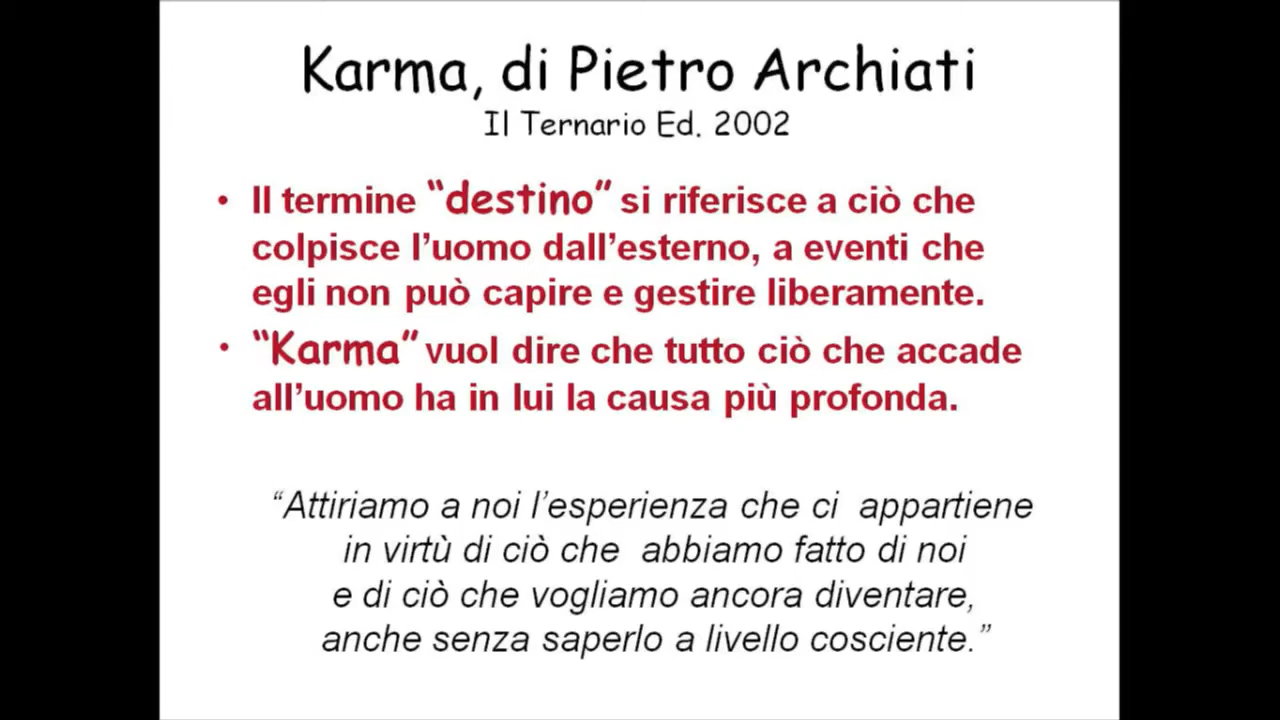 Karma, di Pietro Archiati
Il Ternario Ed. 2002
• Il termine “destino” si riferisce a ciò che
colpisce l’uomo dall’esterno, a eventi che
egli non può capire e gestire liberamente.
• “Karma” vuol dire che tutto ciò che accade
all’uomo ha in lui la causa più profonda.
“Attiriamo a noi l’esperienza che ci appartiene
in virtù di ciò che abbiamo fatto di noi
e di ciò che vogliamo ancora diventare,
anche senza saperlo a livello cosciente.”